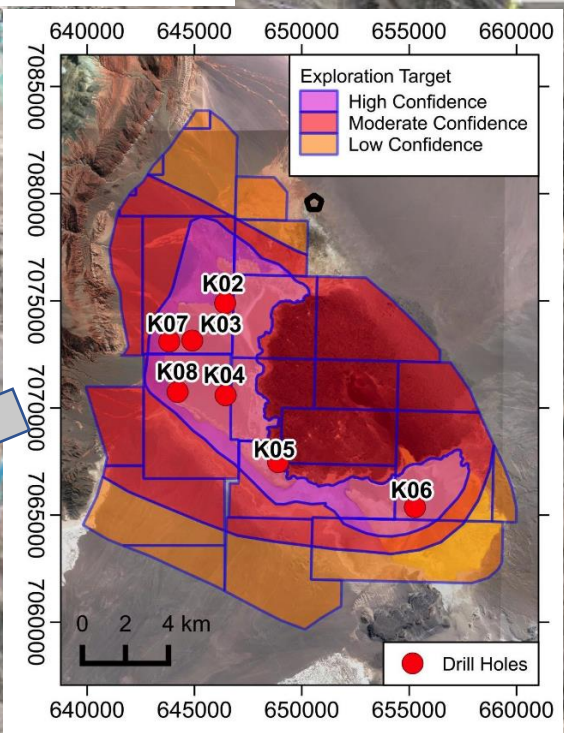 640000 645000 650000 655000 660000
Exploration Target
High Confidence
Moderate Confidence
Low Confidence
7085000
7080000
7075000
7070000
7065000
7060000
K02
K07 K03
K08 K04
K05
K06
0 2 4 km
Drill Holes
640000 645000 650000 655000 660000